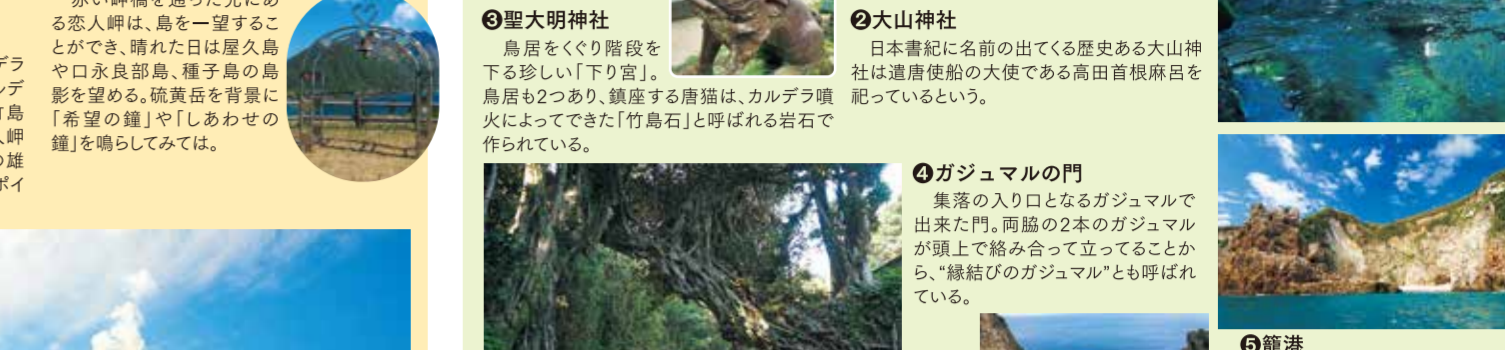 赤い岬橋を通った先にあ
る恋人岬は、島を一望するこ
とができ、晴れた日は屋久島
や口永良部島、種子島の島
影を望める。硫黄岳を背景に
「希望の鐘」や「しあわせの
鐘」を鳴らしてみては。
デラ
ンデ
竹島
人岬
の雄
ポイ
❸聖大明神社
鳥居をくぐり階段を
下る珍しい「下り宮」。
鳥居も2つあり、鎮座する唐猫は、カルデラ噴
火によってできた「竹島石」と呼ばれる岩石で
作られている。
❷大山神社
日本書紀に名前の出てくる歴史ある大山神
社は遣唐使船の大使である高田首根麻呂を
祀っているという。
❹ガジュマルの門
集落の入り口となるガジュマルで
出来た門。両脇の2本のガジュマル
が頭上で絡み合って立ってることか
ら、“縁結びのガジュマル”とも呼ばれ
ている。
❺籠港